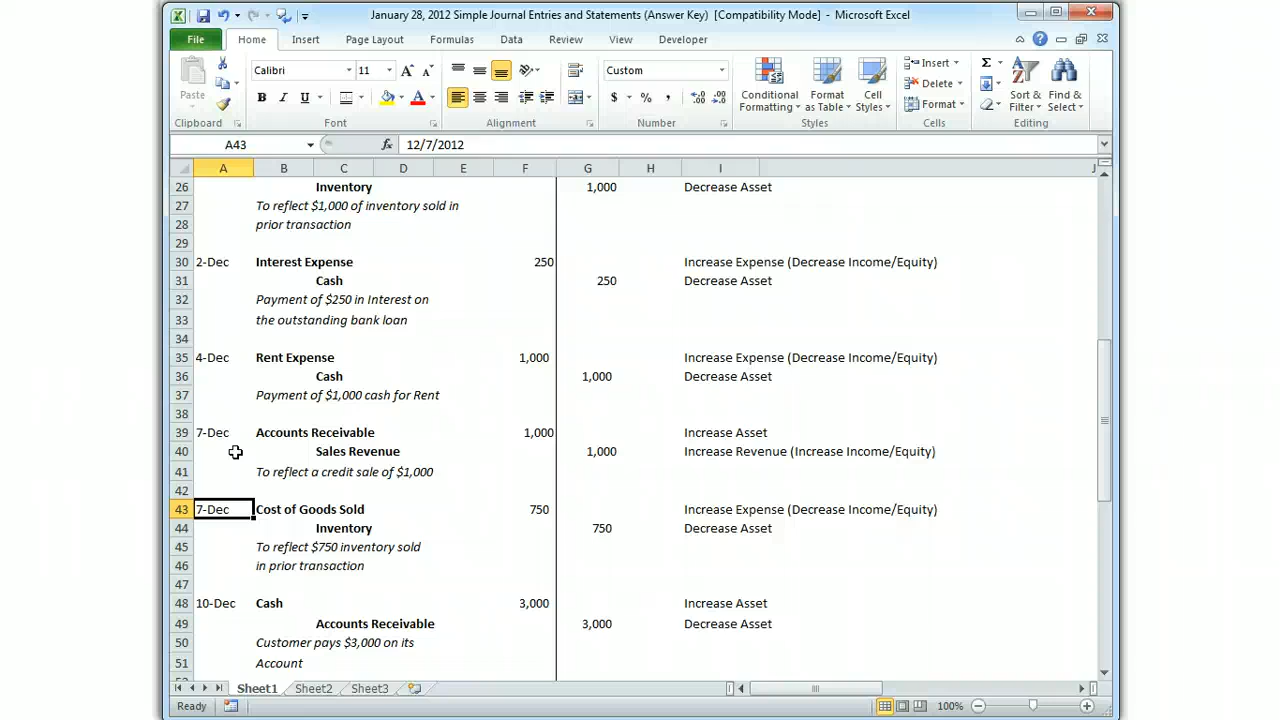 January 28, 2012 Simple Journal Entries and Statements (Answer Key) [Compatibility Mode] - Microsoft Excel
File Home Insert Page Layout Formulas Data Review View Developer
Paste Calibri 11 Custom Conditional Formatting Format as Table Cell Styles Insert Delete Format Sort & Filter Find & Select
Clipboard Font Alignment Number Styles Cells Editing
A43 fx 12/7/2012
A B C D E F G H I J
26 Inventory 1,000 Decrease Asset
27 To reflect $1,000 of inventory sold in
28 prior transaction
29
30 2-Dec Interest Expense 250 Increase Expense (Decrease Income/Equity)
31 Cash 250 Decrease Asset
32 Payment of $250 in Interest on
33 the outstanding bank loan
34
35 4-Dec Rent Expense 1,000 Increase Expense (Decrease Income/Equity)
36 Cash 1,000 Decrease Asset
37 Payment of $1,000 cash for Rent
38
39 7-Dec Accounts Receivable 1,000 Increase Asset
40 Sales Revenue 1,000 Increase Revenue (Increase Income/Equity)
41 To reflect a credit sale of $1,000
42
43 7-Dec Cost of Goods Sold 750 Increase Expense (Decrease Income/Equity)
44 Inventory 750 Decrease Asset
45 To reflect $750 inventory sold
46 in prior transaction
47
48 10-Dec Cash 3,000 Increase Asset
49 Accounts Receivable 3,000 Decrease Asset
50 Customer pays $3,000 on its
51 Account
Sheet1 Sheet2 Sheet3
Ready 100%